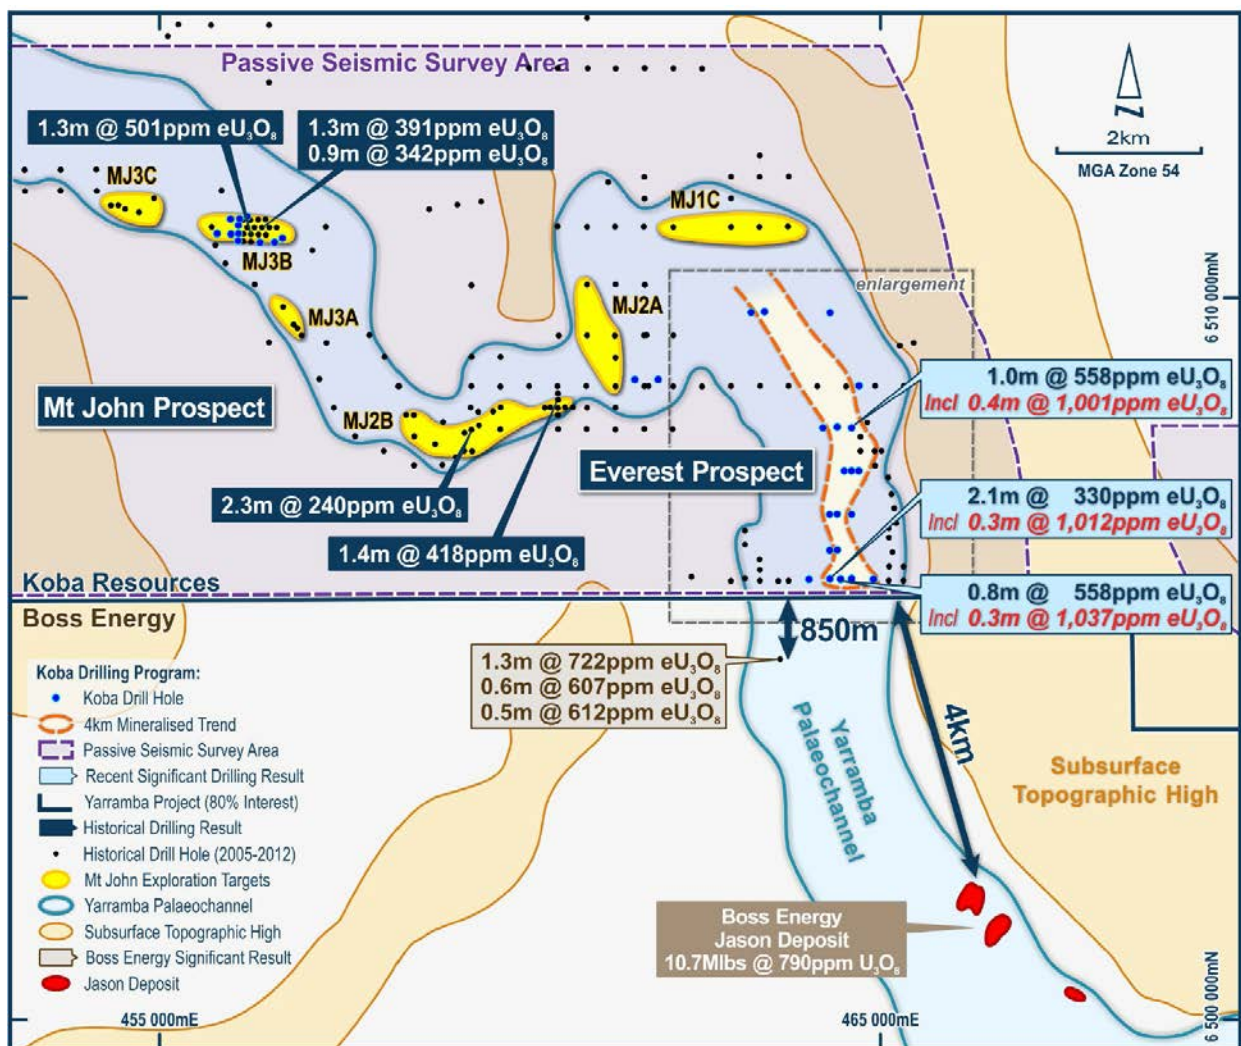 Passive Seismic Survey Area
1.3m @ 501ppm eU₃O₈
1.3m @ 391ppm eU₃O₈
0.9m @ 342ppm eU₃O₈
N
2km
MGA Zone 54
MJ3C
MJ1C
MJ3B
MJ3A
MJ2A
enlargement
6 510 000mN
Mt John Prospect
MJ2B
1.0m @ 558ppm eU₃O₈
Incl 0.4m @ 1,001ppm eU₃O₈
Everest Prospect
2.3m @ 240ppm eU₃O₈
2.1m @ 330ppm eU₃O₈
Incl 0.3m @ 1,012ppm eU₃O₈
1.4m @ 418ppm eU₃O₈
Koba Resources
0.8m @ 558ppm eU₃O₈
Incl 0.3m @ 1,037ppm eU₃O₈
Boss Energy
850m
1.3m @ 722ppm eU₃O₈
0.6m @ 607ppm eU₃O₈
0.5m @ 612ppm eU₃O₈
4km
Yarramba
Palaeochannel
Subsurface
Topographic High
Koba Drilling Program:
Koba Drill Hole
4km Mineralised Trend
Passive Seismic Survey Area
Recent Significant Drilling Result
Yarramba Project (80% Interest)
Historical Drilling Result
Historical Drill Hole (2005-2012)
Mt John Exploration Targets
Yarramba Palaeochannel
Subsurface Topographic High
Boss Energy Significant Result
Jason Deposit
Boss Energy
Jason Deposit
10.7Mlbs @ 790ppm U₃O₈
455 000mE
465 000mE
6 500 000mN